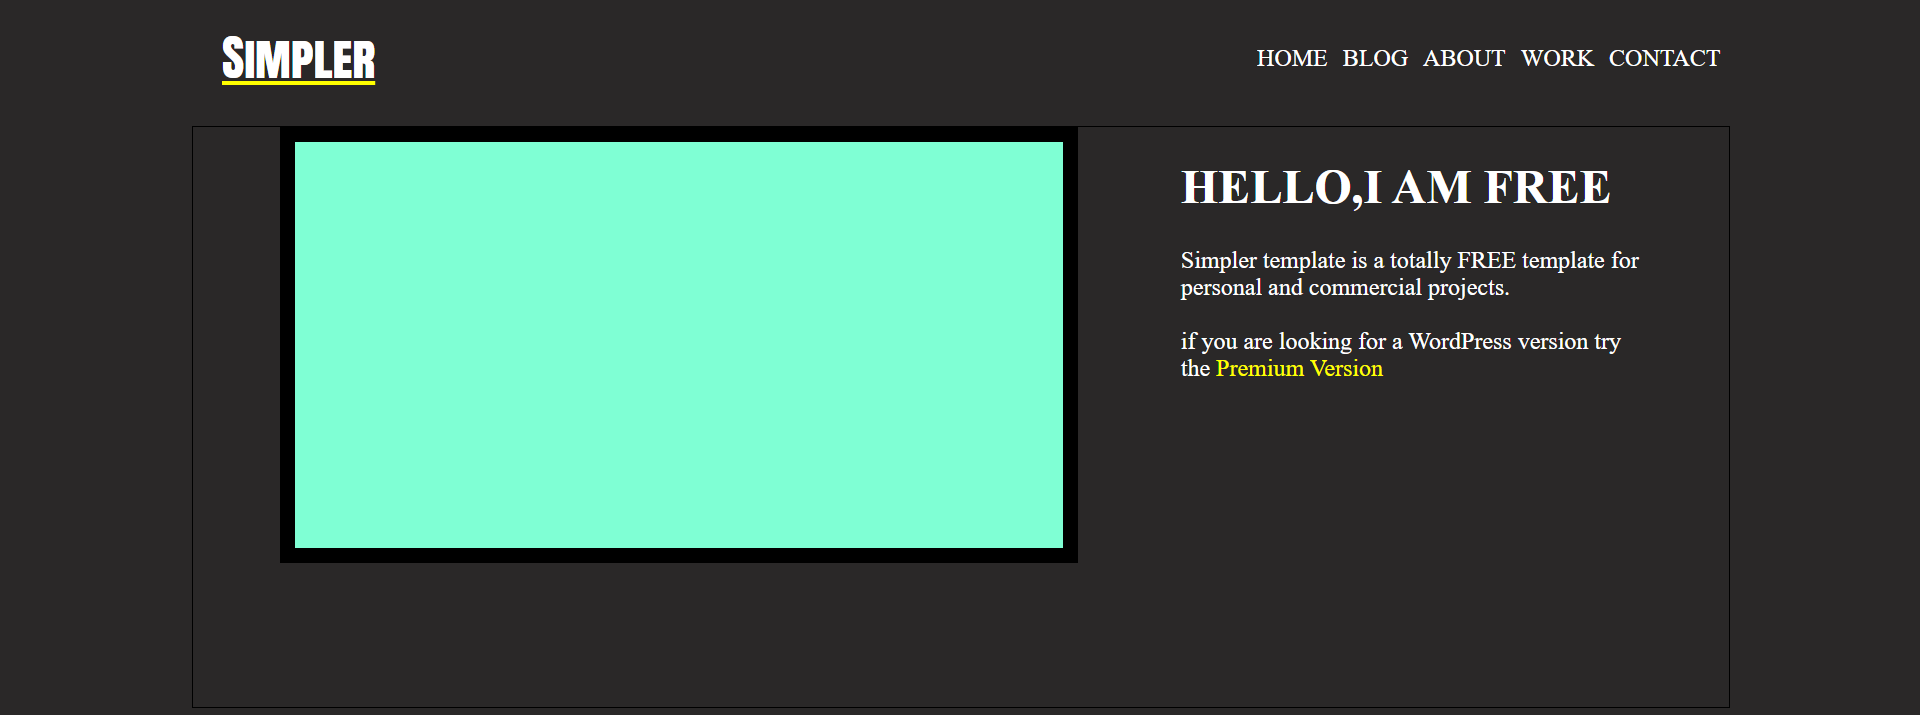 SIMPLER
HOME BLOG ABOUT WORK CONTACT
HELLO,I AM FREE
Simpler template is a totally FREE template for
personal and commercial projects.
if you are looking for a WordPress version try
the Premium Version